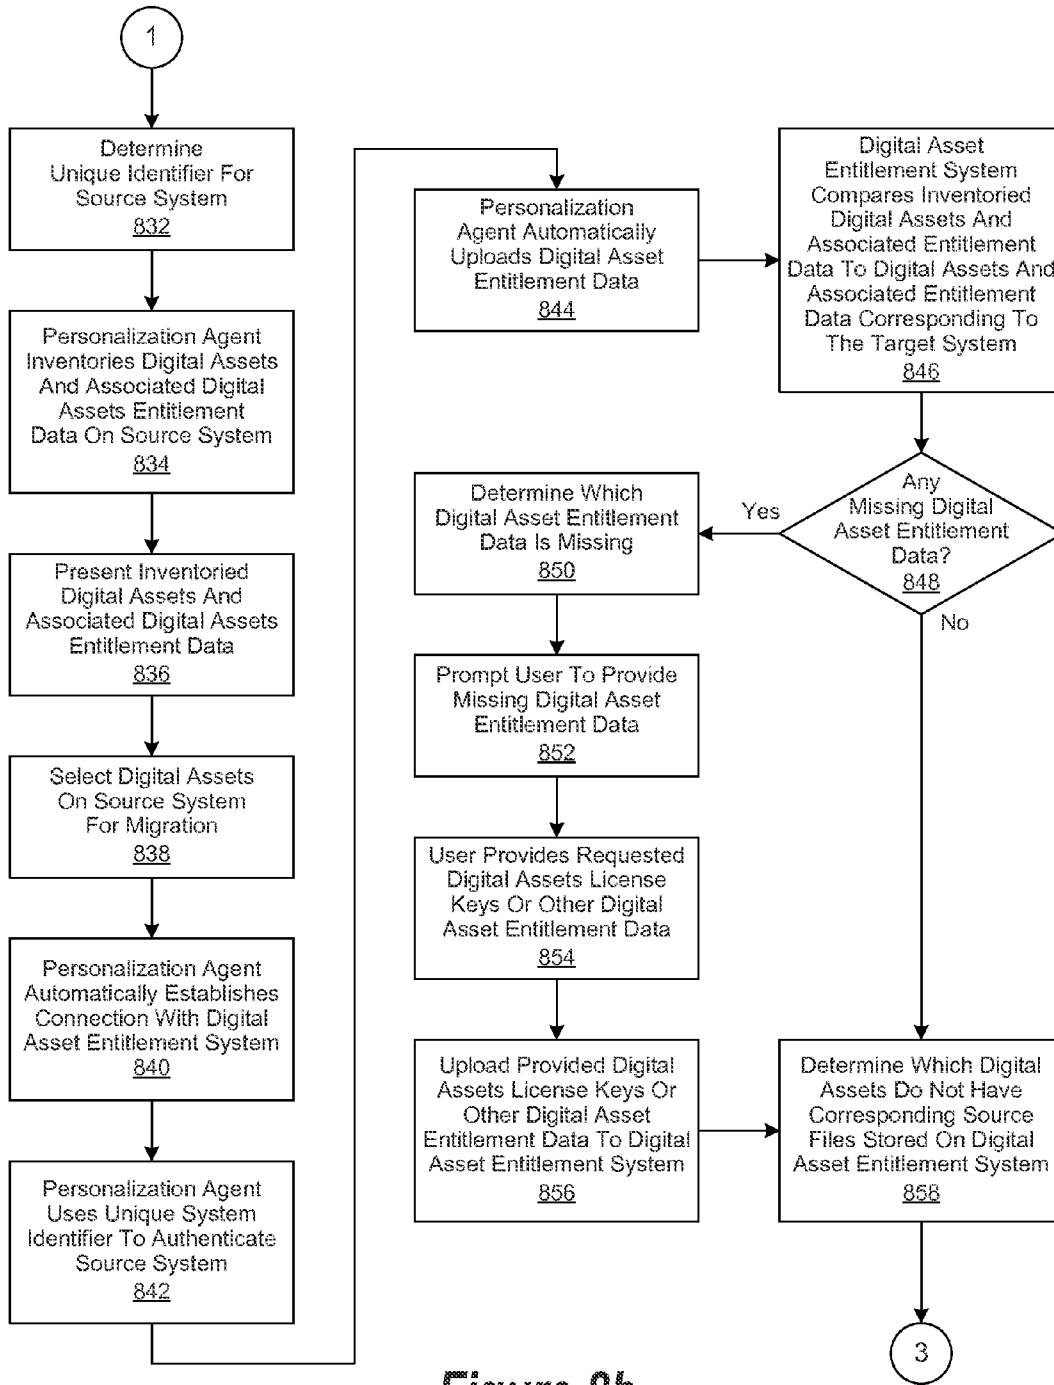 1
Determine
Unique Identifier For
Source System
832
Personalization Agent
Inventories Digital Assets
And Associated Digital
Assets Entitlement
Data On Source System
834
Present Inventoried
Digital Assets And
Associated Digital Assets
Entitlement Data
836
Select Digital Assets
On Source System
For Migration
838
Personalization Agent
Automatically Establishes
Connection With Digital
Asset Entitlement System
840
Personalization Agent
Uses Unique System
Identifier To Authenticate
Source System
842
Personalization
Agent Automatically
Uploads Digital Asset
Entitlement Data
844
Digital Asset
Entitlement System
Compares Inventoried
Digital Assets And
Associated Entitlement
Data To Digital Assets And
Associated Entitlement
Data Corresponding To
The Target System
846
Any
Missing Digital
Asset Entitlement
Data?
848
Yes
No
Determine Which
Digital Asset Entitlement
Data Is Missing
850
Prompt User To Provide
Missing Digital Asset
Entitlement Data
852
User Provides Requested
Digital Assets License
Keys Or Other Digital
Asset Entitlement Data
854
Upload Provided Digital
Assets License Keys Or
Other Digital Asset
Entitlement Data To Digital
Asset Entitlement System
856
Determine Which Digital
Assets Do Not Have
Corresponding Source
Files Stored On Digital
Asset Entitlement System
858
3